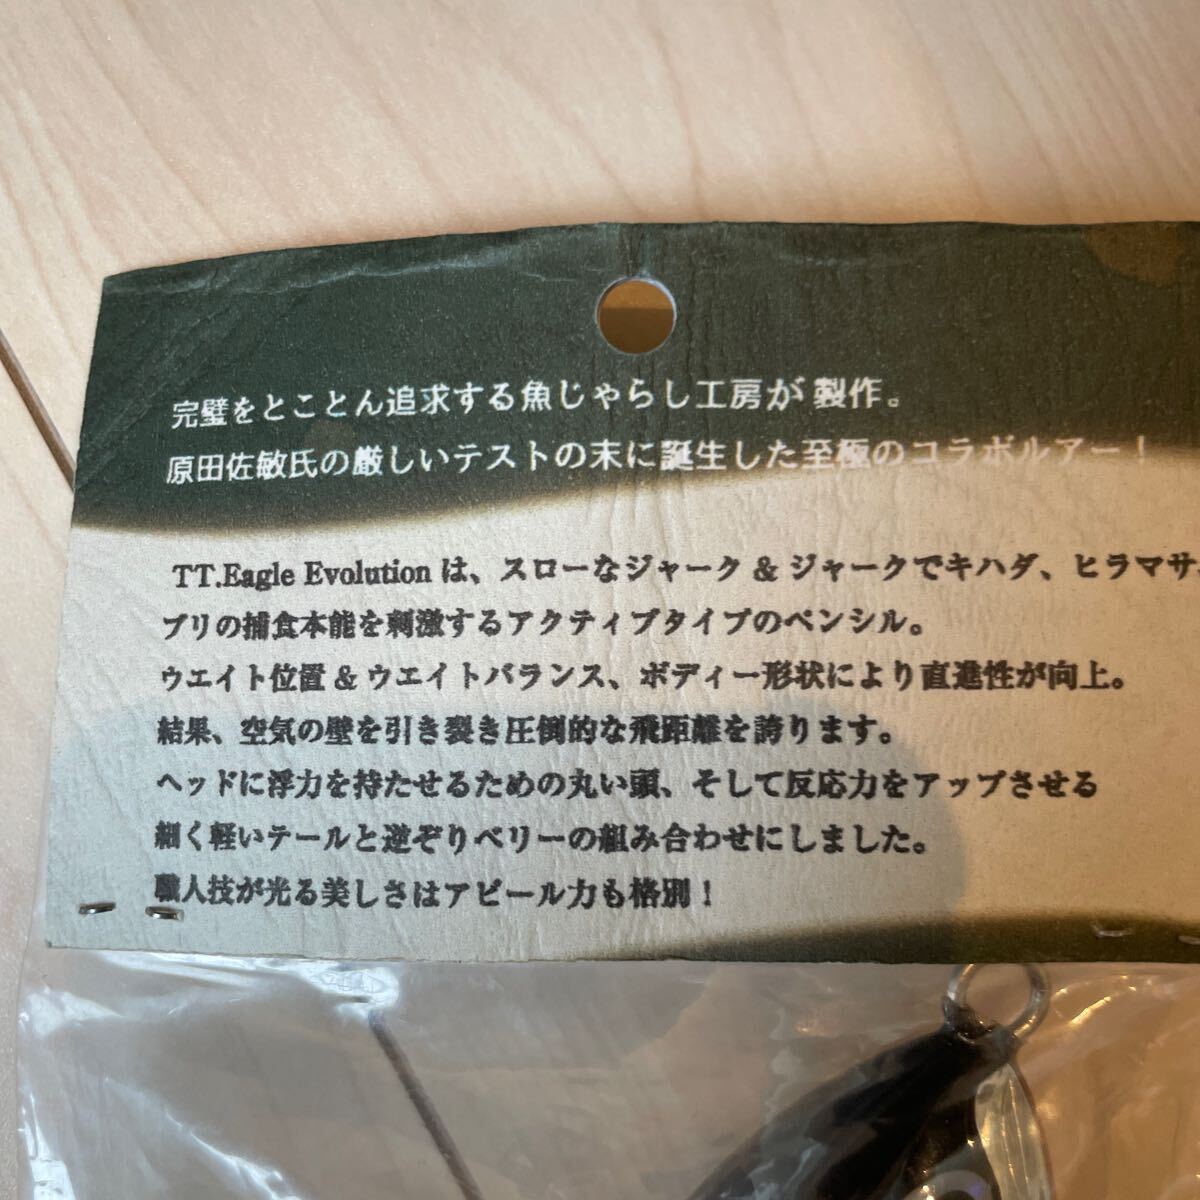 完璧をとことん追求する魚じゃらし工房が 製作。
原田佐敏氏の厳しいテストの末に誕生した至極のコラボルアー！
TT.Eagle Evolution は、スローなジャーク & ジャークでキハダ、ヒラマサ、
ブリの捕食本能を刺激するアクティブタイプのペンシル。
ウエイト位置 & ウエイトバランス、ボディー形状により直進性が向上。
結果、空気の壁を引き裂き圧倒的な飛距離を誇ります。
ヘッドに浮力を持たせるための丸い頭、そして反応力をアップさせる
細く軽いテールと逆ぞりベリーの組み合わせにしました。
職人技が光る美しさはアピール力も格別！